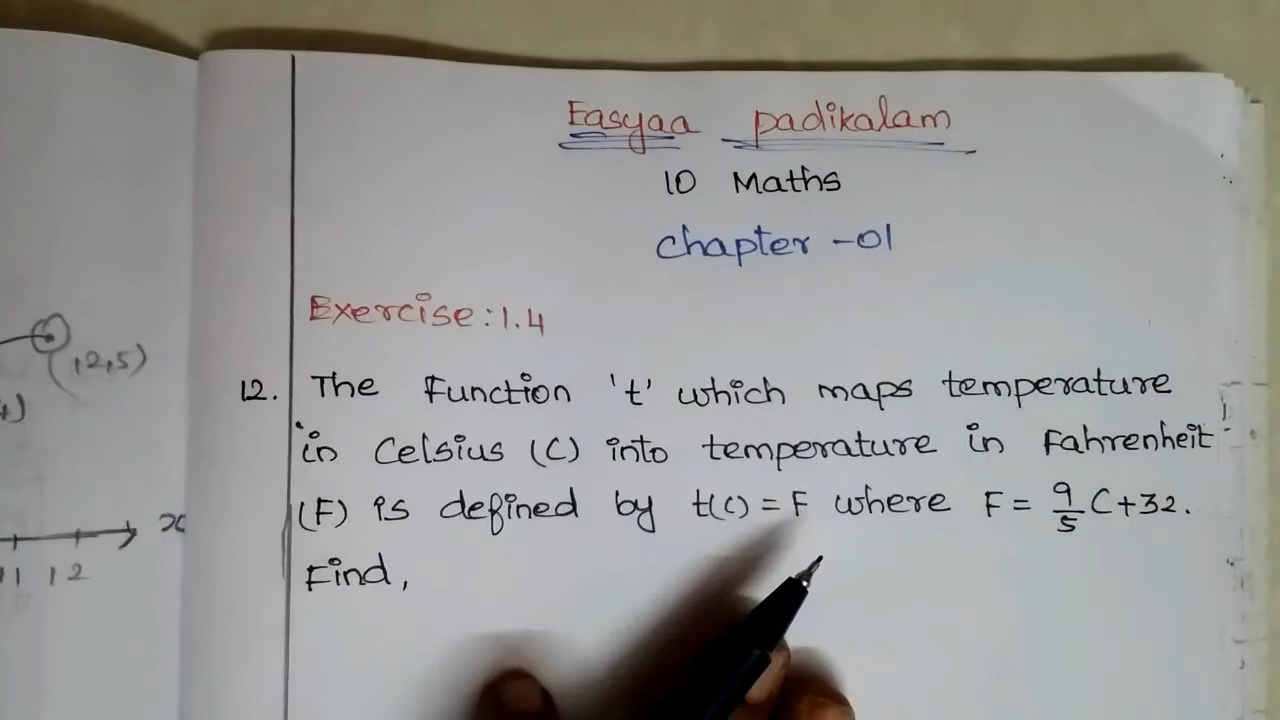 Easyaa padikalam
10 Maths
Chapter -01
Exercise: 1.4
12. The Function 't' which maps temperature
in Celsius (C) into temperature in Fahrenheit
(F) is defined by t(C) = F where F = 9/5 C + 32.
Find,
(12,5)
x
11 12